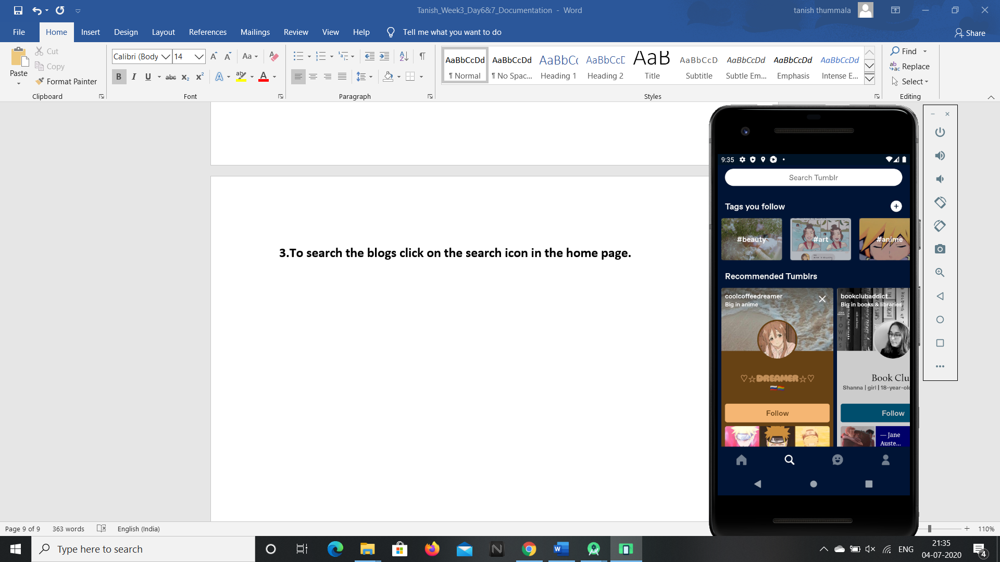 Tanish_Week3_Day6&7_Documentation - Word
tanish thummala
File Home Insert Design Layout References Mailings Review View Help Tell me what you want to do
Share
Paste
Cut
Copy
Format Painter
Clipboard
Calibri (Body
14
Font
Paragraph
AaBbCcDd AaBbCcDd AaBbCc AaBbCcC AaB AaBbCcD AaBbCcDd AaBbCcDd AaBbCcDd
¶ Normal ¶ No Spac... Heading 1 Heading 2 Title Subtitle Subtle Em... Emphasis Intense E...
Styles
Find
Replace
Select
Editing
3.To search the blogs click on the search icon in the home page.
9:35
Search Tumblr
Tags you follow
#beauty #art #anime
Recommended Tumblrs
coolcoffeedreamer
Big in anime
♡☆DREAMER☆♡
Follow
bookclubaddict
Big in books & libraries
Book Clu
Shanna | girl | 18-year-old
Follow
— Jane
Auste...
Page 9 of 9 363 words English (India)
110%
Type here to search
ENG
21:35
04-07-2020
4